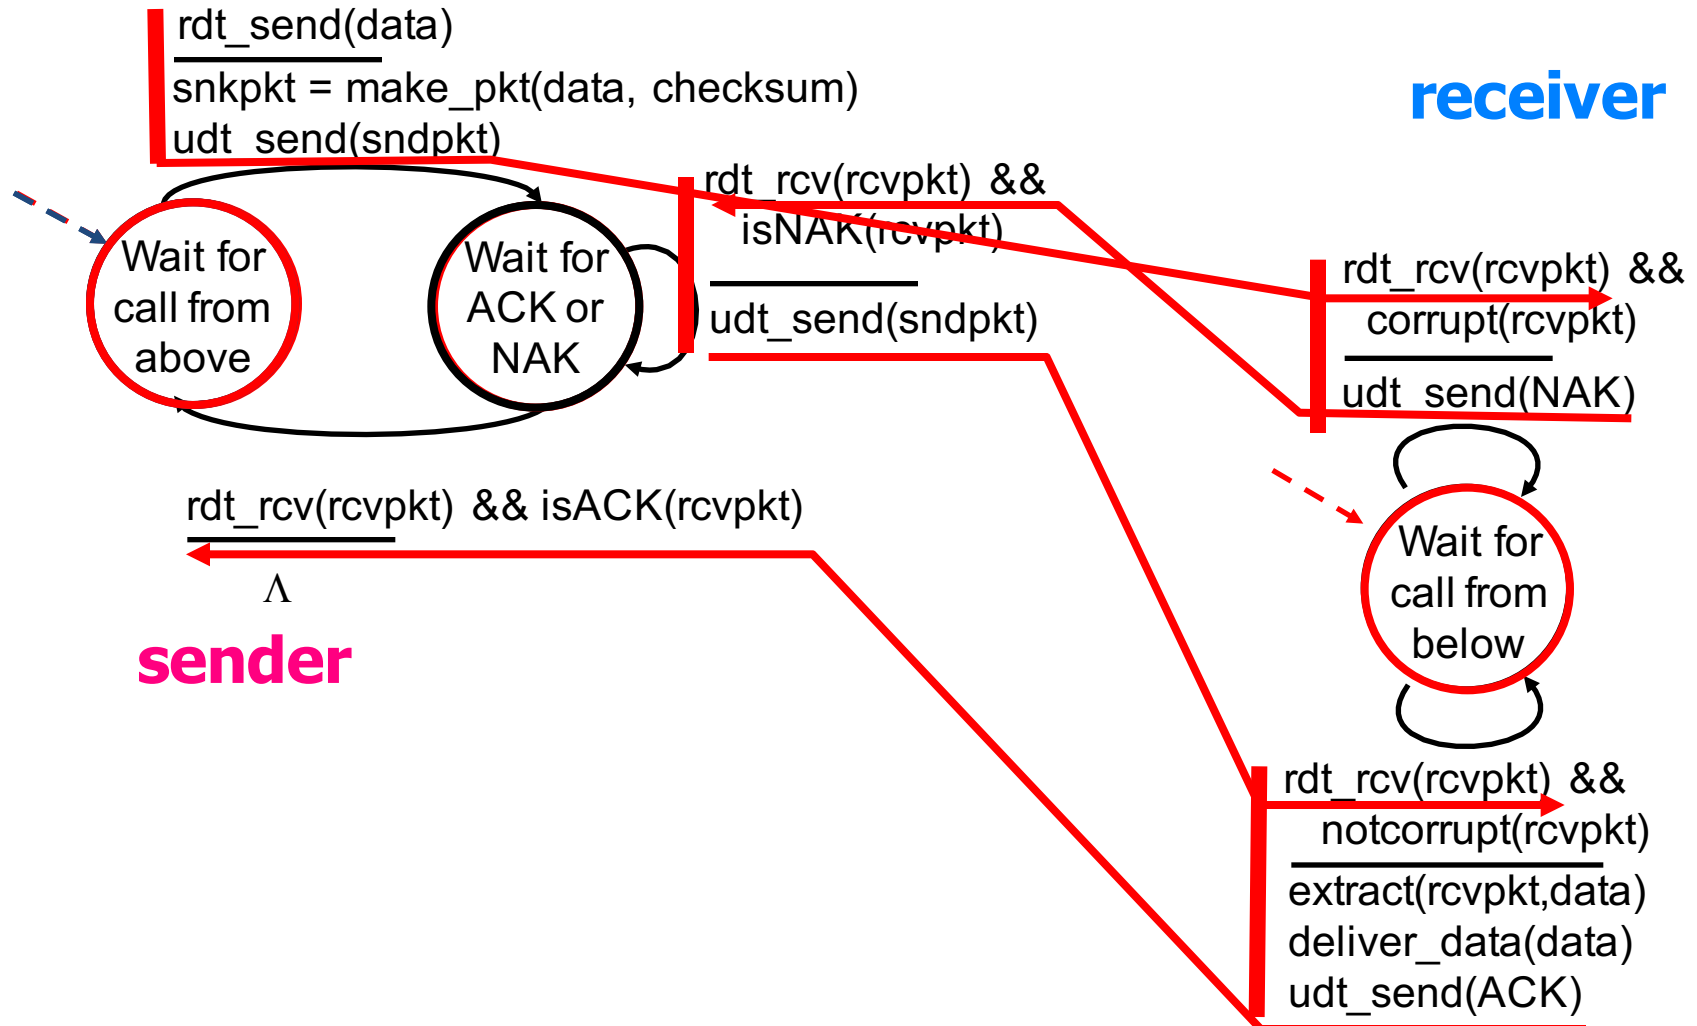 rdt_send(data)
snkpkt = make_pkt(data, checksum)
udt_send(sndpkt)
receiver
rdt_rcv(rcvpkt) &&
isNAK(rcvpkt)
udt_send(sndpkt)
Wait for
call from
above
Wait for
ACK or
NAK
rdt_rcv(rcvpkt) &&
corrupt(rcvpkt)
udt_send(NAK)
rdt_rcv(rcvpkt) && isACK(rcvpkt)
Λ
sender
Wait for
call from
below
rdt_rcv(rcvpkt) &&
notcorrupt(rcvpkt)
extract(rcvpkt,data)
deliver_data(data)
udt_send(ACK)